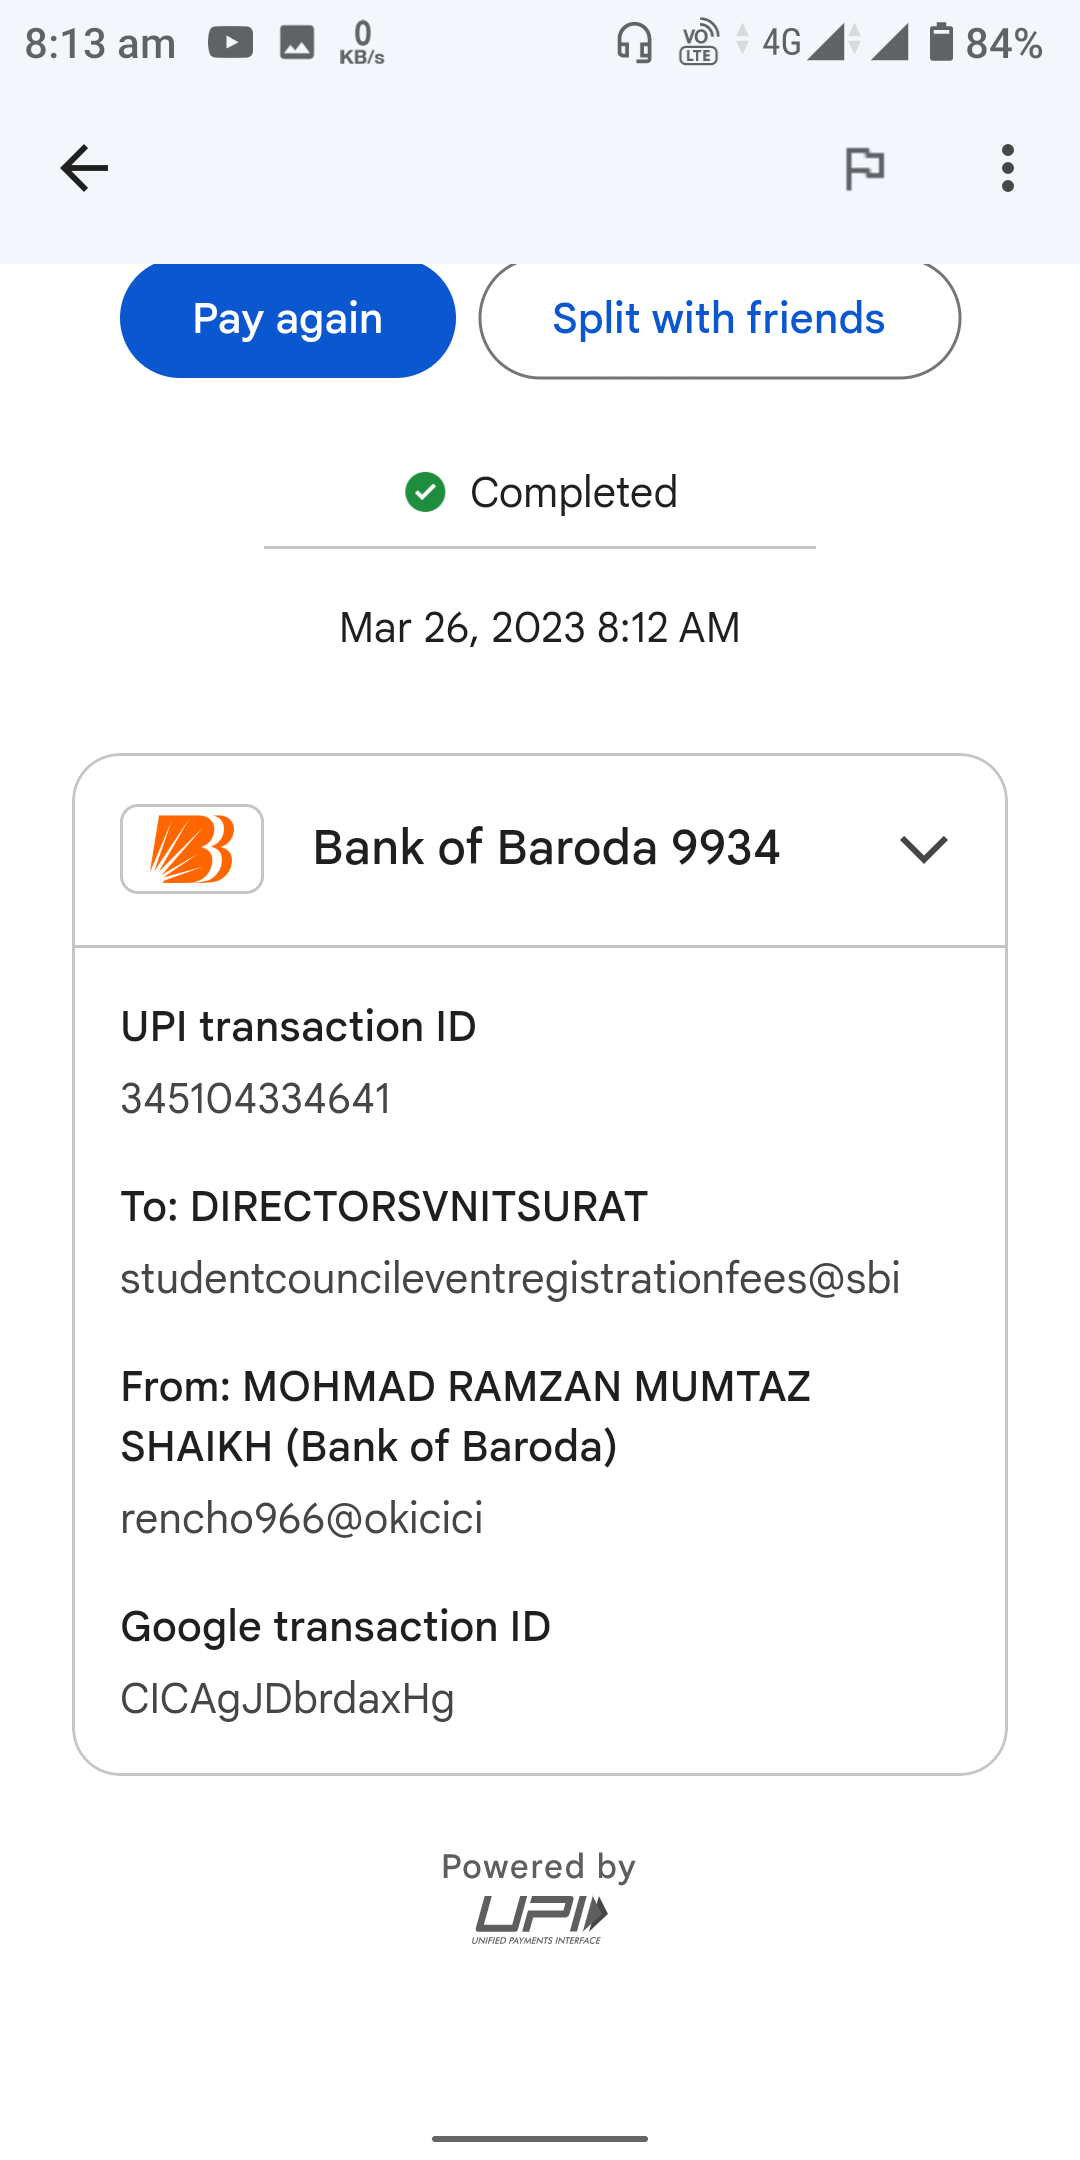 8:13 am 0 KB/s VO LTE 4G 84%
Pay again Split with friends
Completed
Mar 26, 2023 8:12 AM
Bank of Baroda 9934
UPI transaction ID
345104334641
To: DIRECTORSVNITSURAT
studentcouncileventregistrationfees@sbi
From: MOHMAD RAMZAN MUMTAZ
SHAIKH (Bank of Baroda)
rencho966@okicici
Google transaction ID
CICAgJDbrdaxHg
Powered by
UPI
UNIFIED PAYMENTS INTERFACE